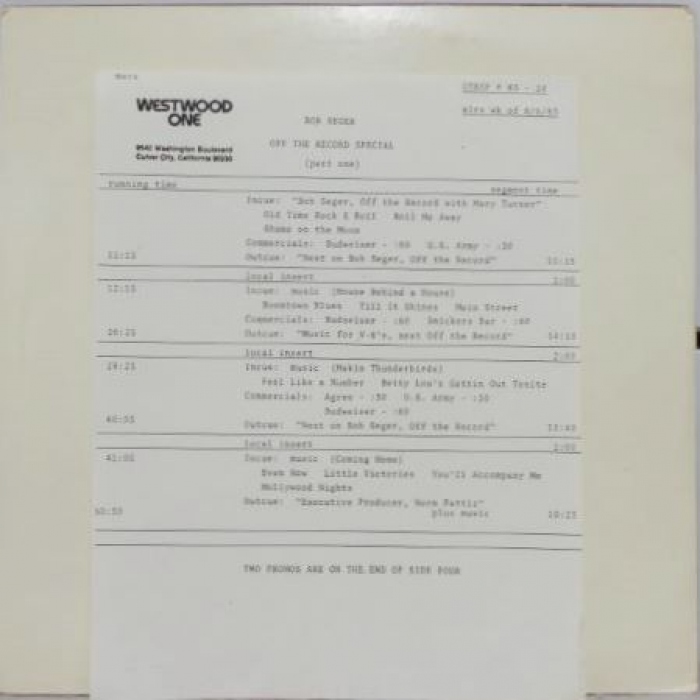 WESTWOOD
ONE
9540 Washington Boulevard
Culver City, California 90230
BOB SEGER
OFF THE RECORD SPECIAL
(part one)
running time segment time
Incue: "Bob Seger, Off the Record with Mary Turner"
Old Time Rock & Roll Roll Me Away
Shame on the Moon
Commercials: Budweiser - :60 U.S. Army - :30
Outcue: "Next on Bob Seger, Off the Record"
local insert
Incue: music (House Behind a House)
Boomtown Blues Till It Shines Main Street
Commercials: Budweiser - :60 Snickers Bar - :60
Outcue: "Music for V-8's, next Off the Record"
local insert 2:00
Incue: music (Makin Thunderbirds)
Feel Like a Number Betty Lou's Gettin Out Tonite
Commercials: Agree - :30 U.S. Army - :30
Budweiser - :60
Outcue: "Next on Bob Seger, Off the Record"
local insert
Incue: music (Coming Home)
Even Now Little Victories You'll Accompany Me
Hollywood Nights
Outcue: "Executive Producer, Norm Pattiz"
plus music 10:25
TWO PROMOS ARE ON THE END OF SIDE FOUR